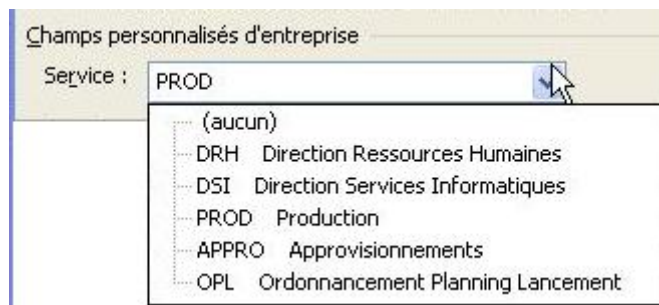 Champs personnalisés d'entreprise
Service : PROD
(aucun)
DRH Direction Ressources Humaines
DSI Direction Services Informatiques
PROD Production
APPRO Approvisionnements
OPL Ordonnancement Planning Lancement